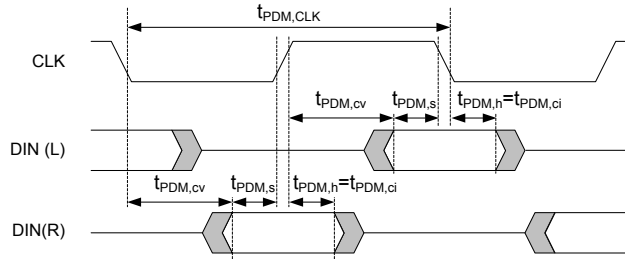 tPDM,CLK
CLK
tPDM,cv tPDM,s tPDM,h=tPDM,ci
DIN (L)
tPDM,cv tPDM,s tPDM,h=tPDM,ci
DIN(R)